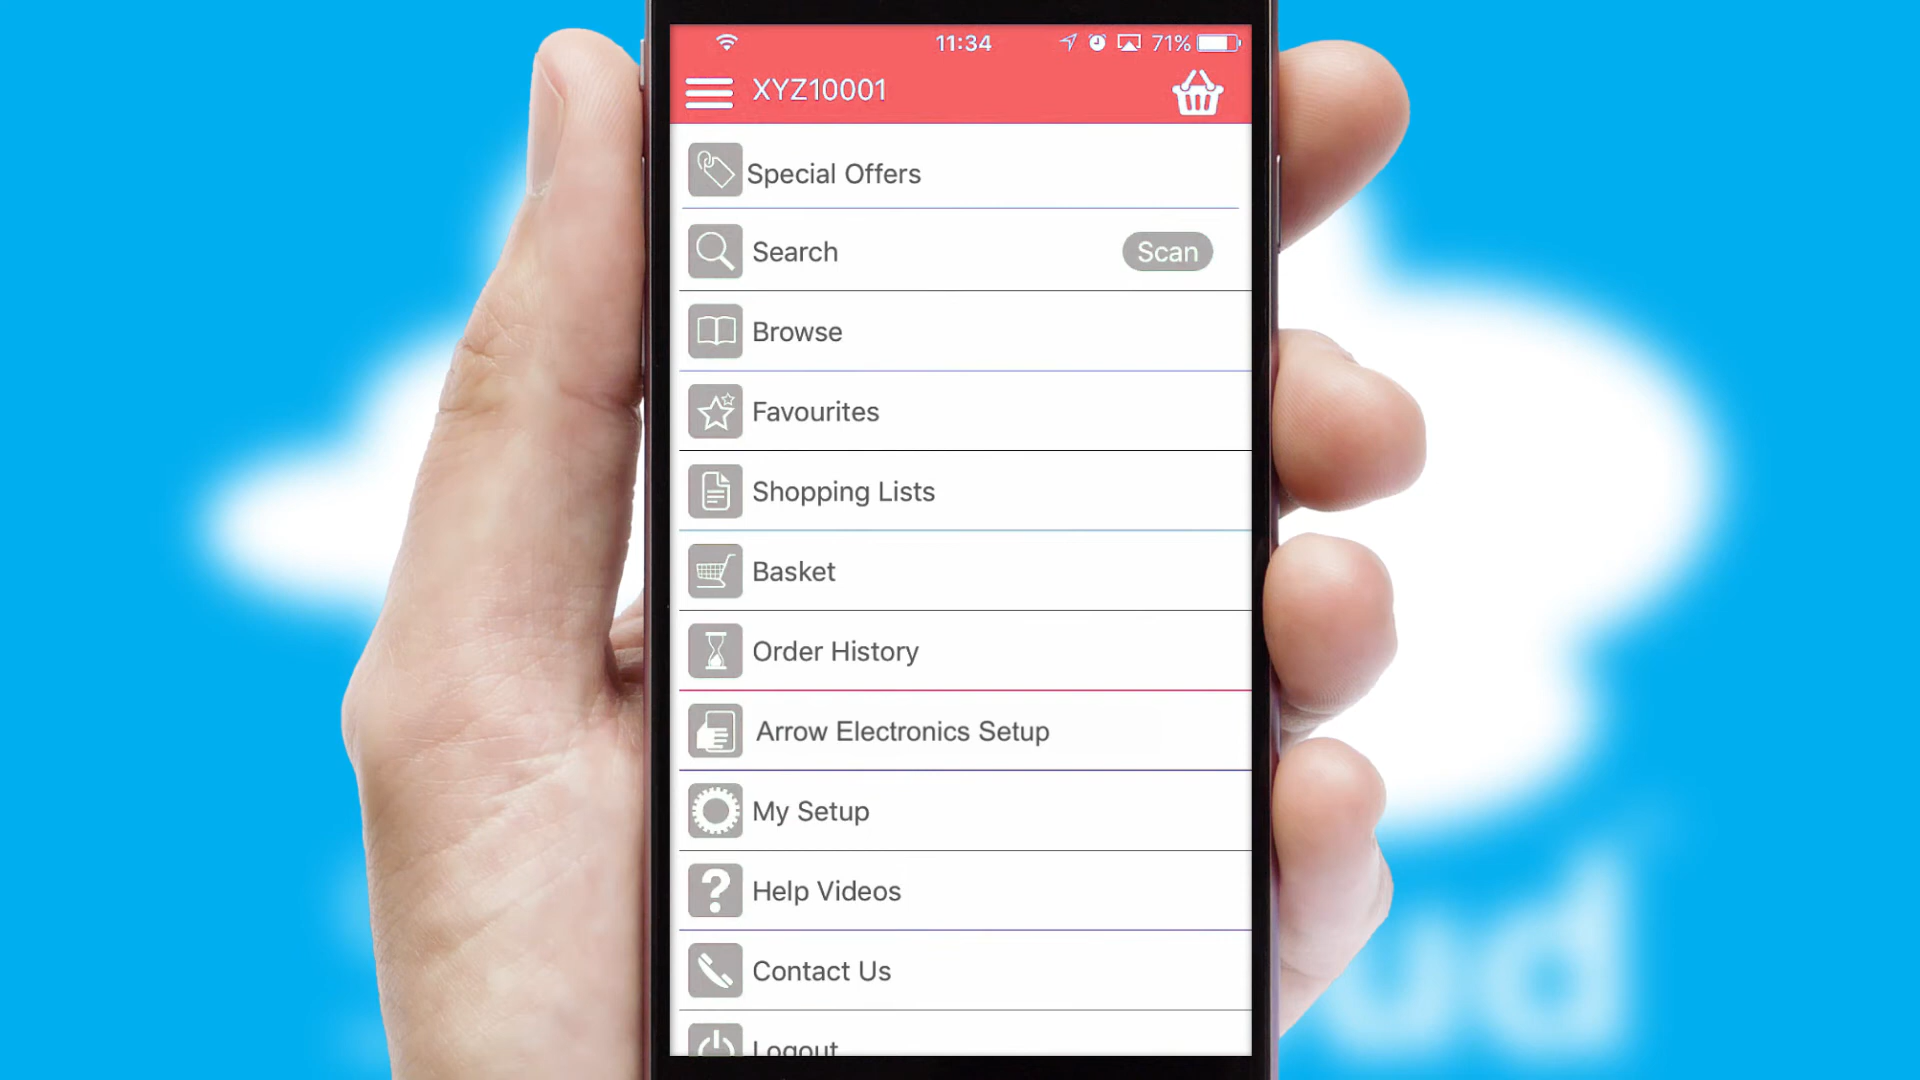 11:34
71%
XYZ10001
Special Offers
Search
Scan
Browse
Favourites
Shopping Lists
Basket
Order History
Arrow Electronics Setup
My Setup
Help Videos
Contact Us
Logout
ud